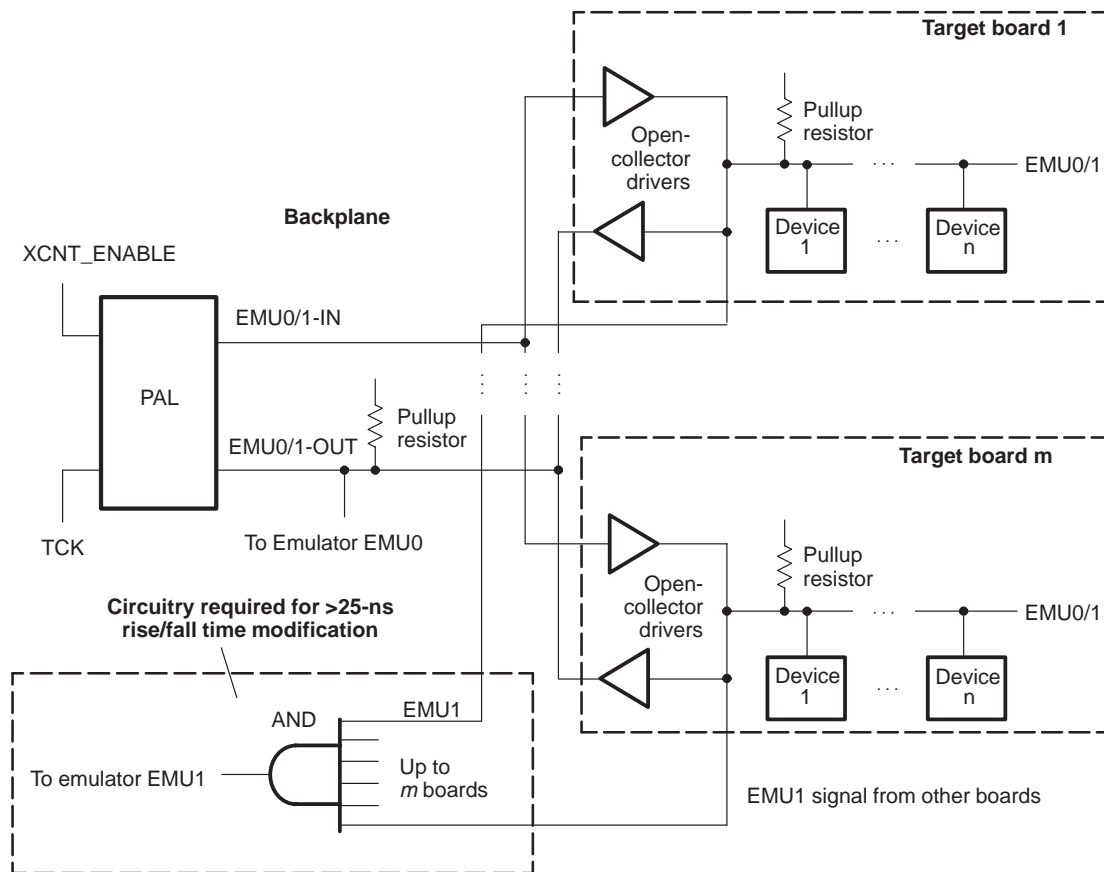 Target board 1
Pullup
resistor
Open-
collector
drivers
EMU0/1
. . .
Backplane
Device
1
. . .
Device
n
XCNT_ENABLE
EMU0/1-IN
PAL
. . .
. . .
. . .
Pullup
resistor
EMU0/1-OUT
Target board m
TCK
To Emulator EMU0
Pullup
resistor
Open-
collector
drivers
EMU0/1
. . .
Circuitry required for >25-ns
rise/fall time modification
Device
1
. . .
Device
n
AND
EMU1
To emulator EMU1
Up to
m boards
EMU1 signal from other boards